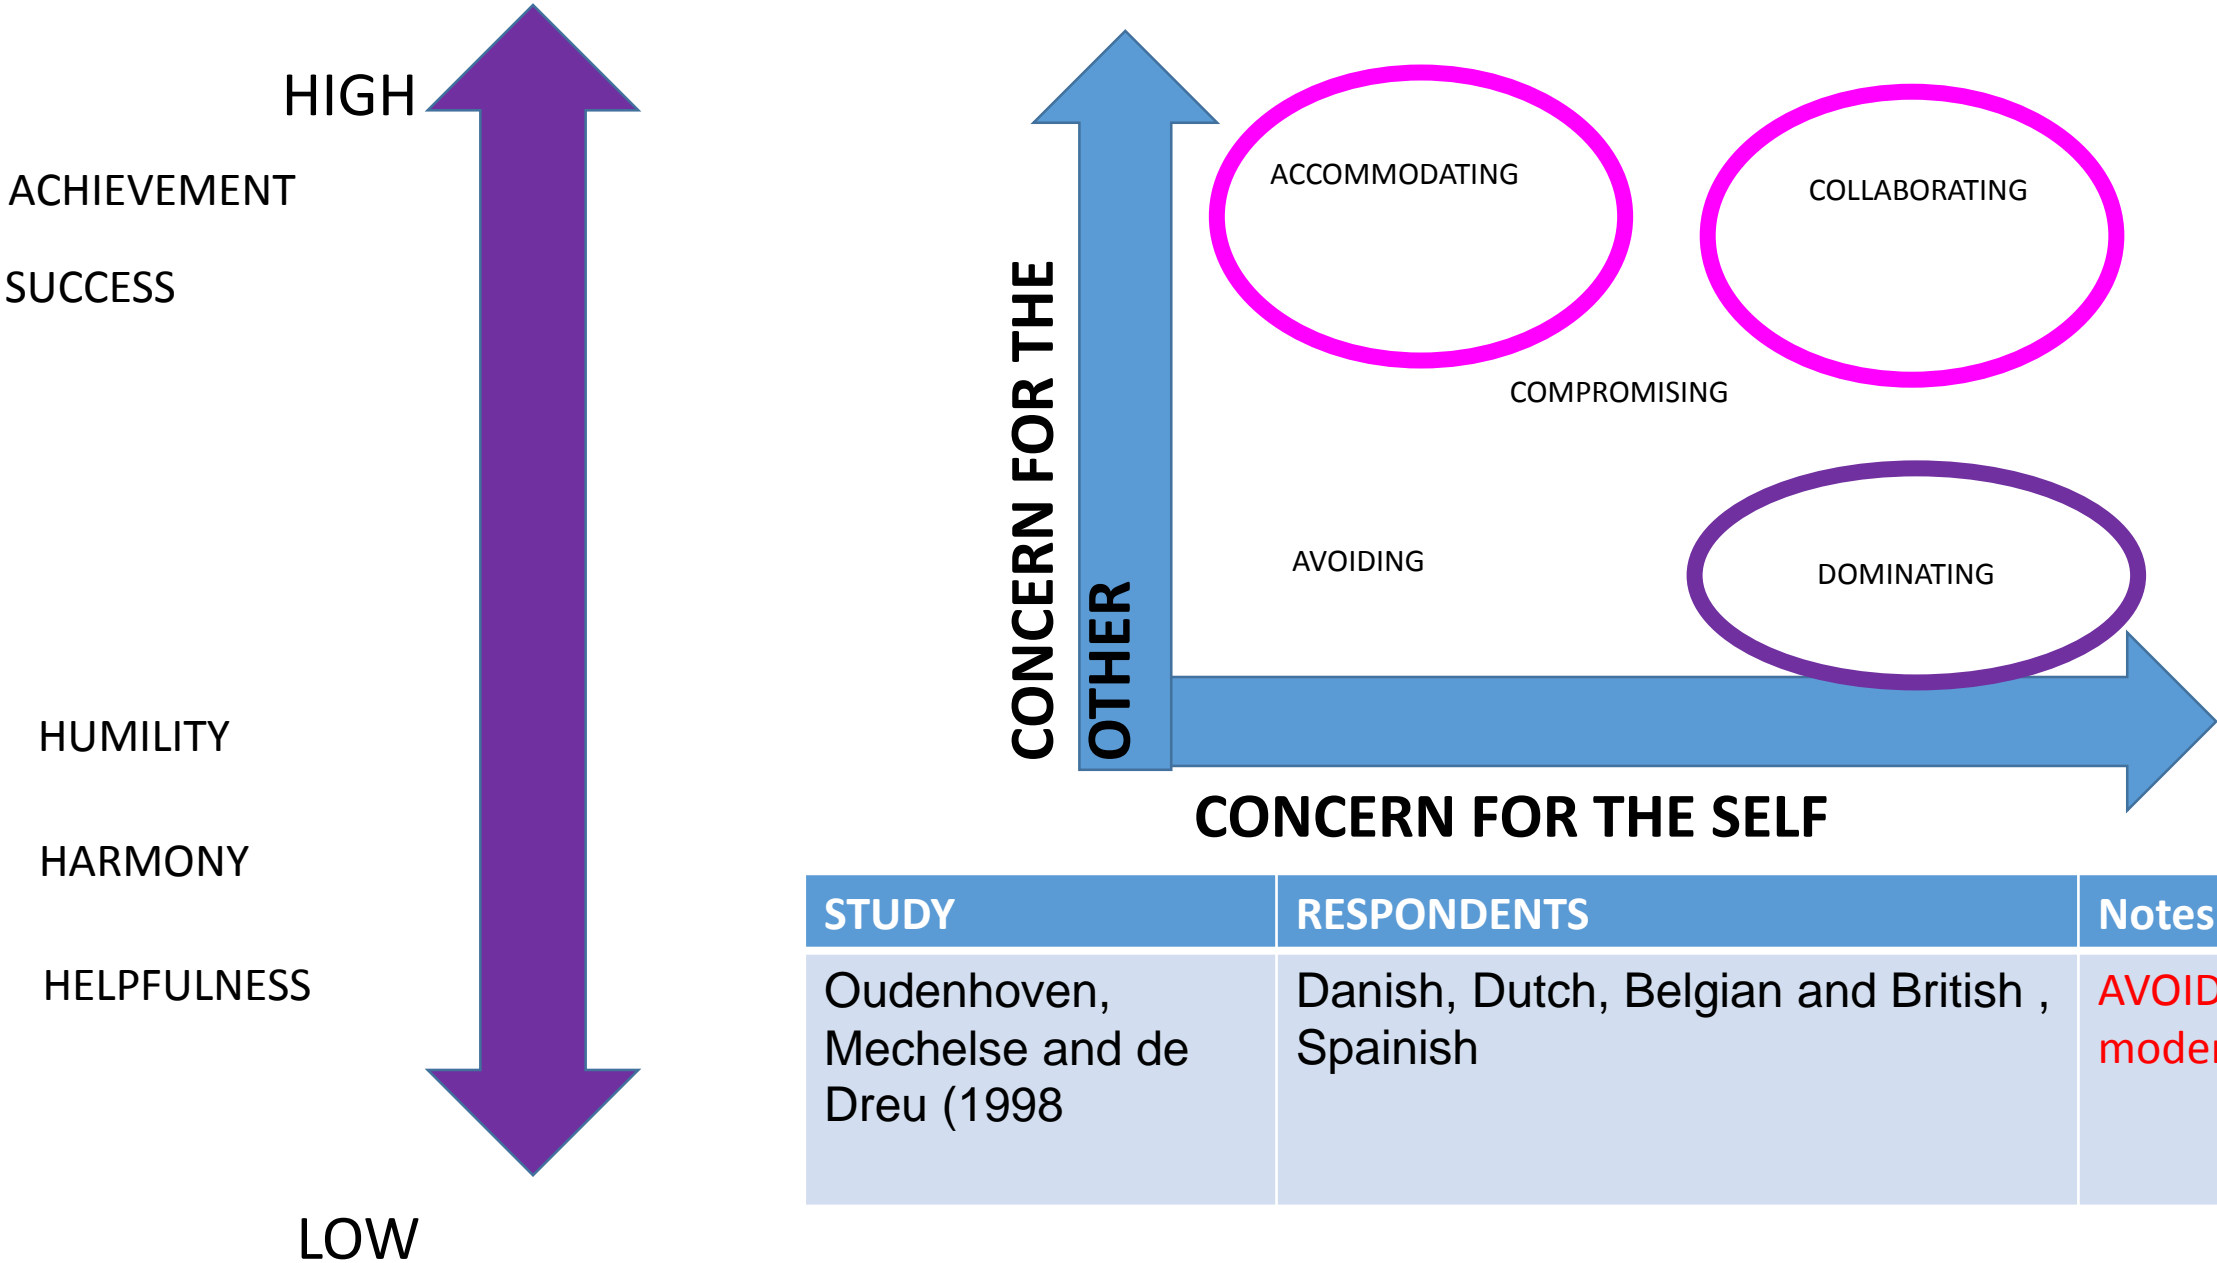 HIGH
ACHIEVEMENT
SUCCESS
HUMILITY
HARMONY
HELPFULNESS
LOW
CONCERN FOR THE
OTHER
ACCOMMODATING
COLLABORATING
COMPROMISING
AVOIDING
DOMINATING
CONCERN FOR THE SELF
STUDY
RESPONDENTS
Notes
Oudenhoven,
Mechelse and de
Dreu (1998
Danish, Dutch, Belgian and British ,
Spainish